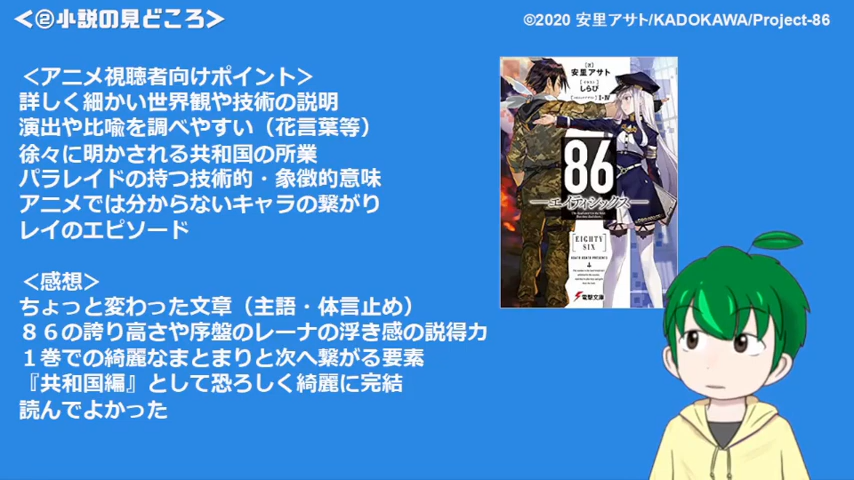 ＜②小説の見どころ＞
©2020 安里アサト/KADOKAWA/Project-86
＜アニメ視聴者向けポイント＞
詳しく細かい世界観や技術の説明
演出や比喩を調べやすい（花言葉等）
徐々に明かされる共和国の所業
パラレイドの持つ技術的・象徴的意味
アニメでは分からないキャラの繋がり
レイのエピソード
＜感想＞
ちょっと変わった文章（主語・体言止め）
８６の誇り高さや序盤のレーナの浮き感の説得力
１巻での綺麗なまとまりと次へ繋がる要素
『共和国編』として恐ろしく綺麗に完結
読んでよかった
安里アサト
しらび
I-IV
86
―エイティシックス―
EIGHTY
SIX
電撃文庫